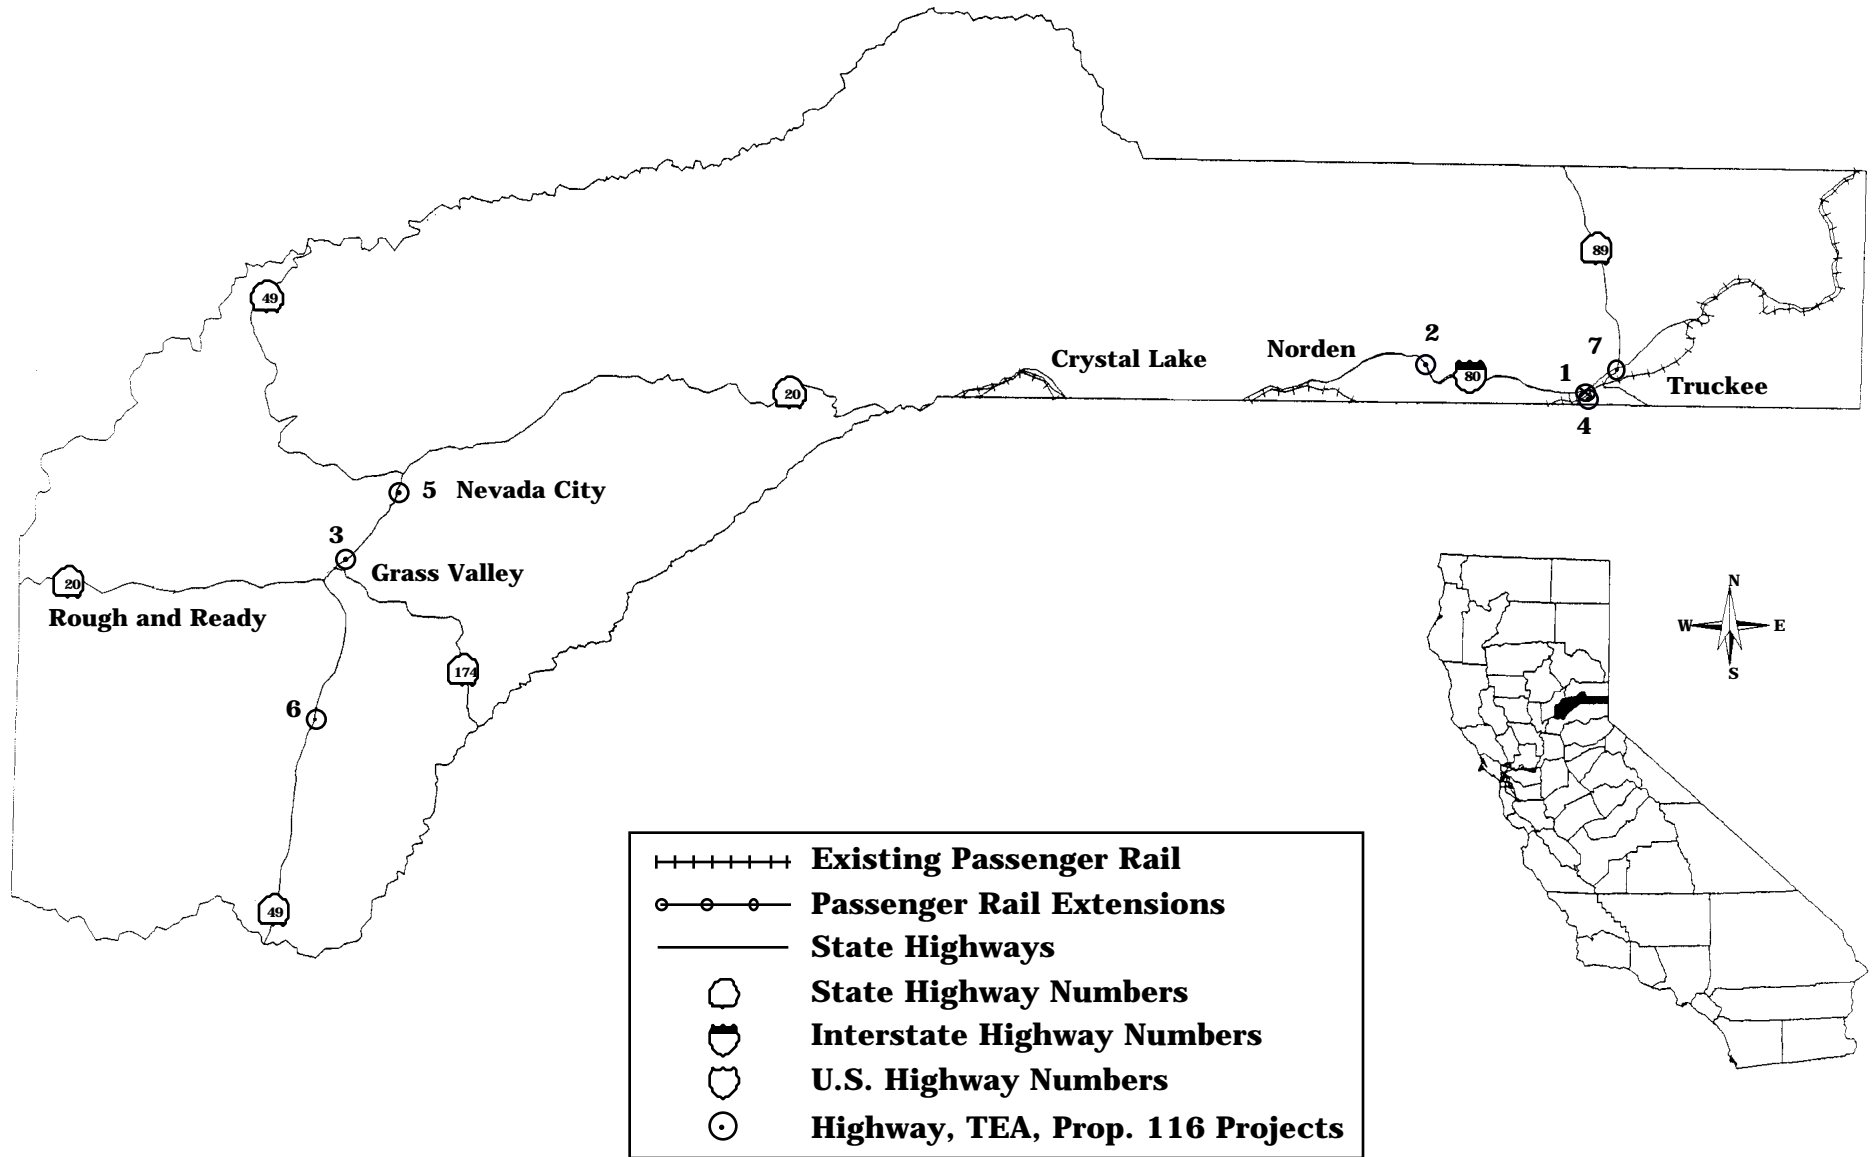 89
49
2
Norden
7
Crystal Lake
1
80
Truckee
20
4
5 Nevada City
3
Grass Valley
20
Rough and Ready
N
W E
S
174
6
49
Existing Passenger Rail
Passenger Rail Extensions
State Highways
State Highway Numbers
Interstate Highway Numbers
U.S. Highway Numbers
Highway, TEA, Prop. 116 Projects